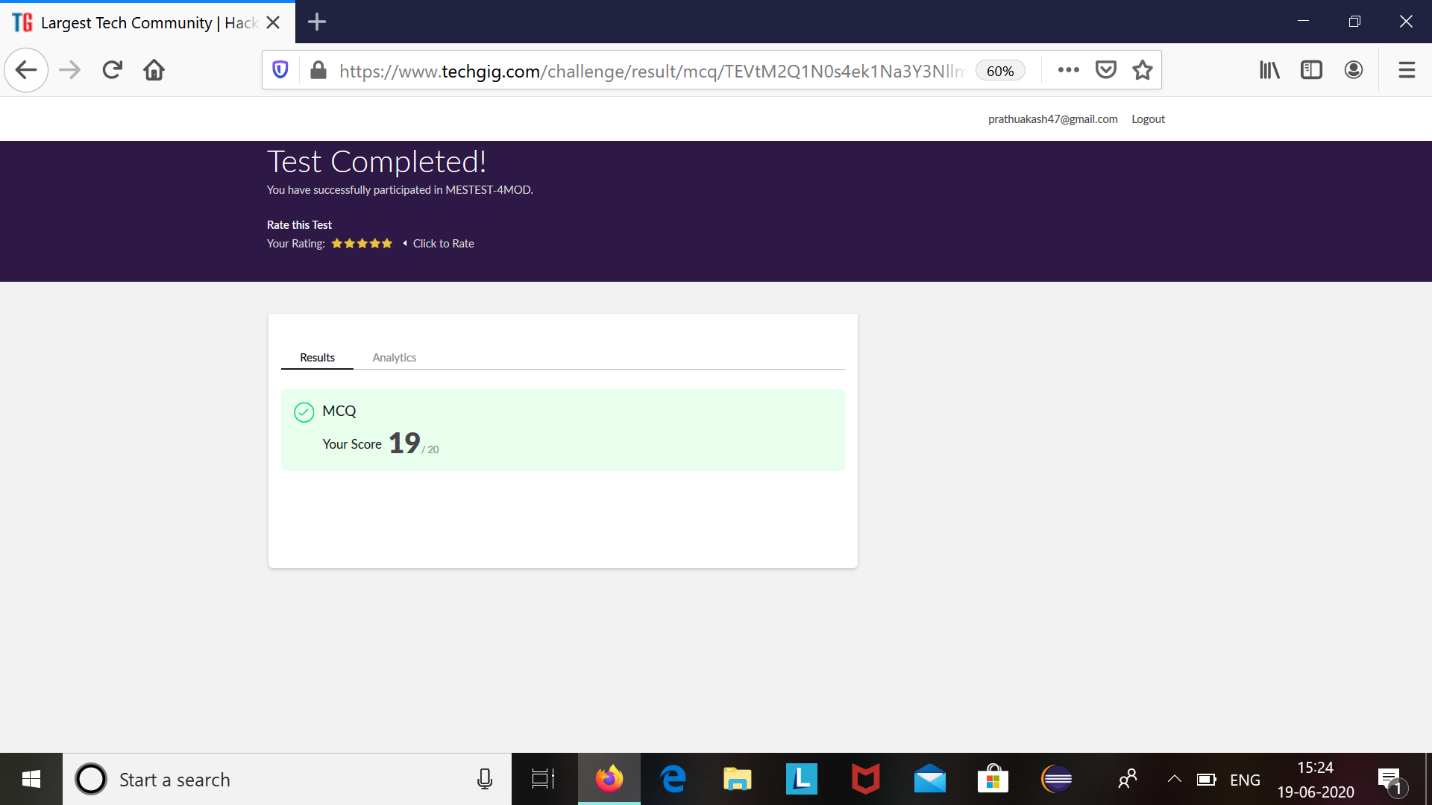 TG Largest Tech Community | Hack
https://www.techgig.com/challenge/result/mcq/TEVtM2Q1N0s4ek1Na3Y3Nllm
60%
prathuakash47@gmail.com Logout
Test Completed!
You have successfully participated in MESTEST-4MOD.
Rate this Test
Your Rating: Click to Rate
Results Analytics
MCQ
Your Score 19 / 20
Start a search
L
ENG
15:24
19-06-2020
1